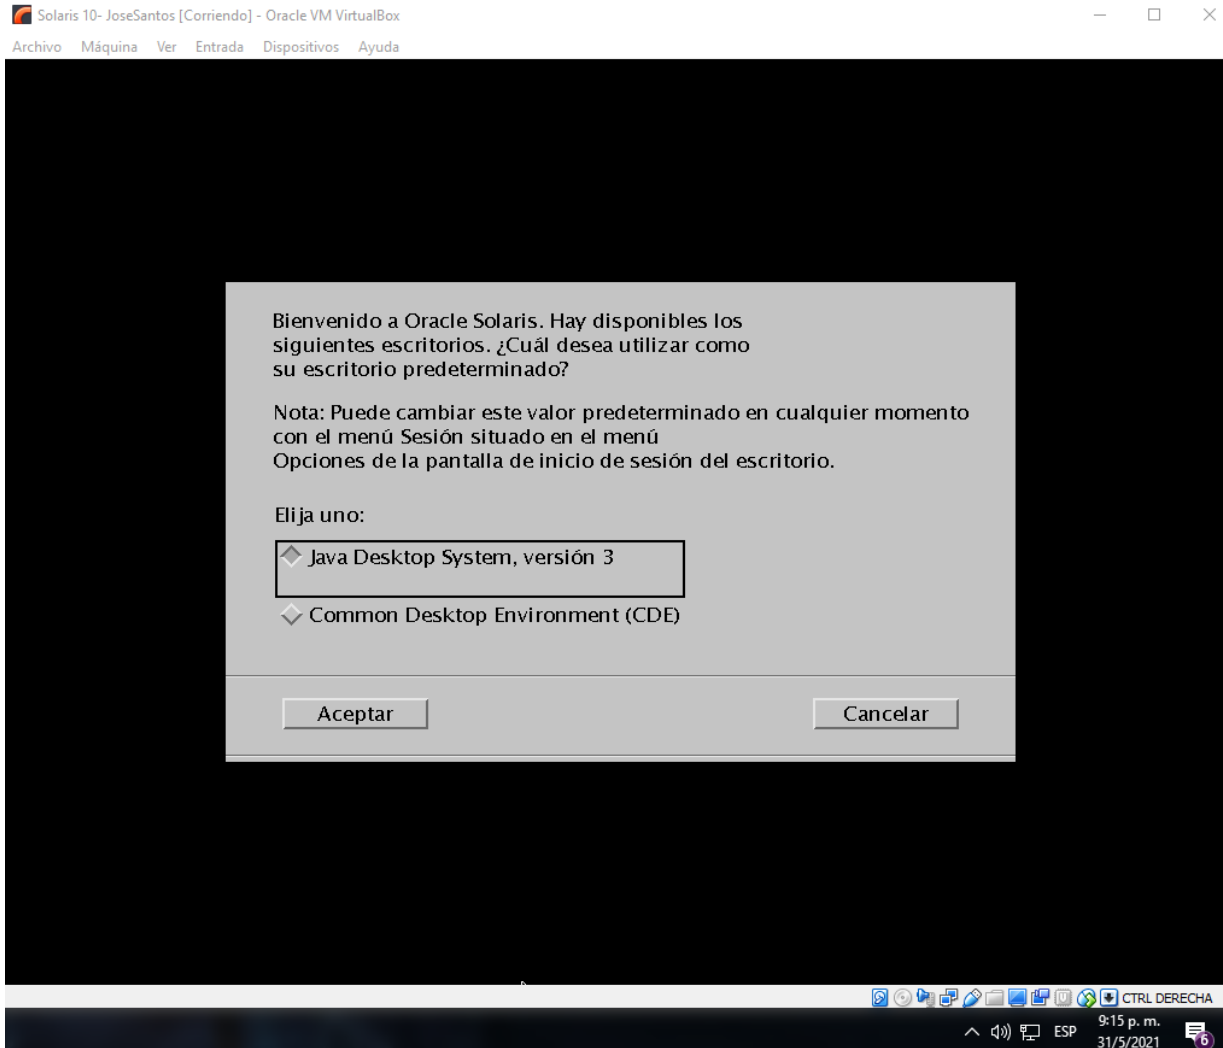 Solaris 10- JoseSantos [Corriendo] - Oracle VM VirtualBox
Archivo Máquina Ver Entrada Dispositivos Ayuda
Bienvenido a Oracle Solaris. Hay disponibles los
siguientes escritorios. ¿Cuál desea utilizar como
su escritorio predeterminado?
Nota: Puede cambiar este valor predeterminado en cualquier momento
con el menú Sesión situado en el menú
Opciones de la pantalla de inicio de sesión del escritorio.
Elija uno:
Java Desktop System, versión 3
Common Desktop Environment (CDE)
Aceptar Cancelar
CTRL DERECHA
ESP 9:15 p. m.
31/5/2021 6